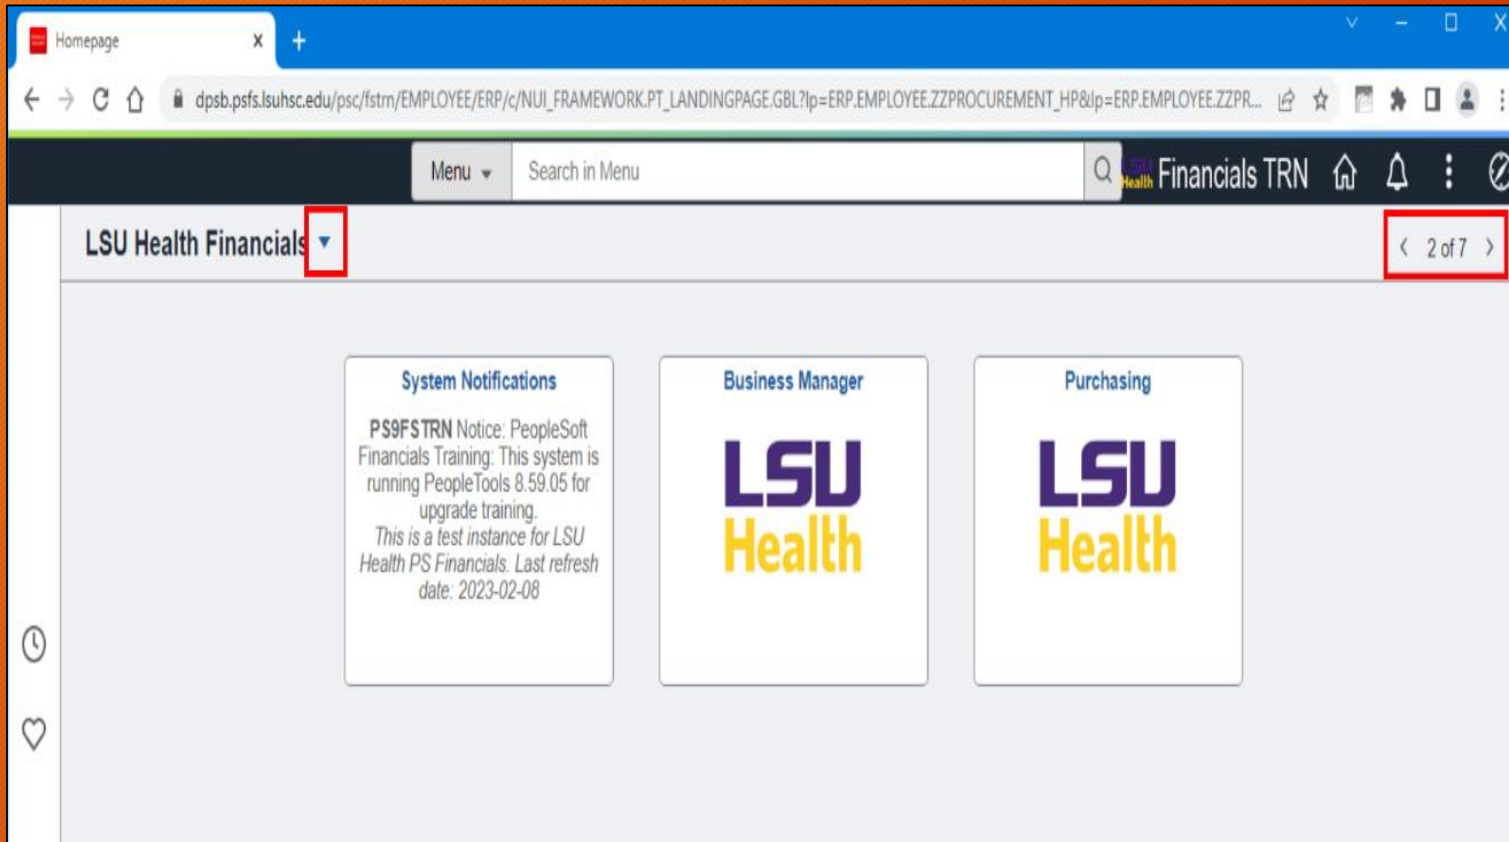 Homepage
dpsb.psfs.lsuhsc.edu/psc/fstrn/EMPLOYEE/ERP/c/NUI_FRAMEWORK.PT_LANDINGPAGE.GBL?lp=ERP.EMPLOYEE.ZZPROCUREMENT_HP&lp=ERP.EMPLOYEE.ZZPR...
Menu Search in Menu LSU Health Financials TRN
LSU Health Financials 2 of 7
System Notifications
PS9FSTRN Notice: PeopleSoft
Financials Training: This system is
running PeopleTools 8.59.05 for
upgrade training.
This is a test instance for LSU
Health PS Financials. Last refresh
date: 2023-02-08
Business Manager
LSU
Health
Purchasing
LSU
Health